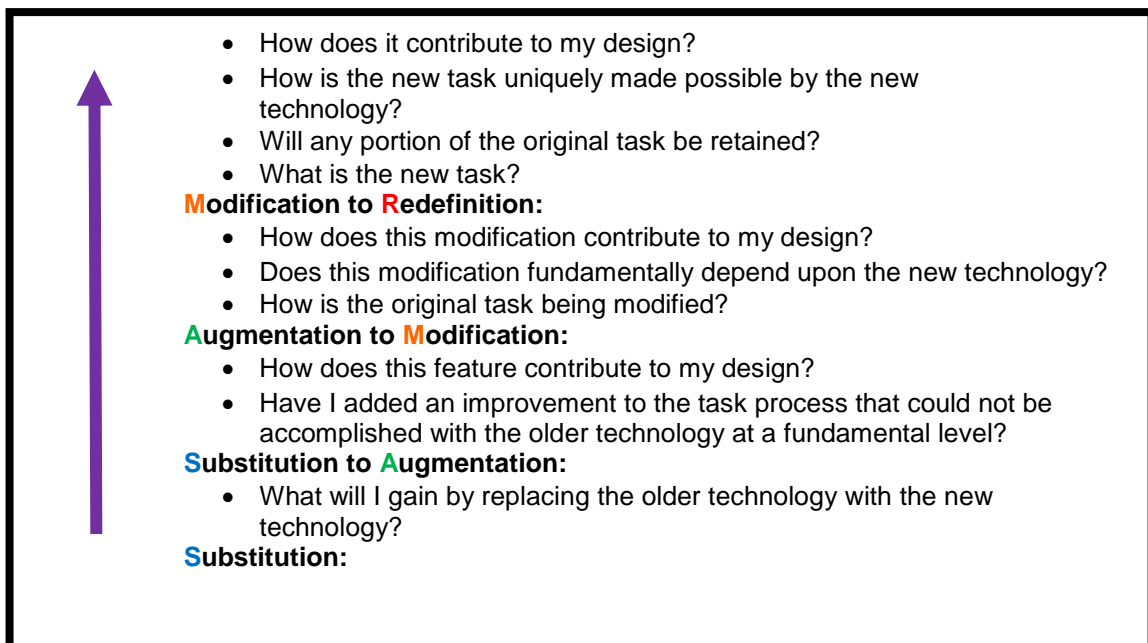 • How does it contribute to my design?
• How is the new task uniquely made possible by the new
technology?
• Will any portion of the original task be retained?
• What is the new task?
Modification to Redefinition:
• How does this modification contribute to my design?
• Does this modification fundamentally depend upon the new technology?
• How is the original task being modified?
Augmentation to Modification:
• How does this feature contribute to my design?
• Have I added an improvement to the task process that could not be
accomplished with the older technology at a fundamental level?
Substitution to Augmentation:
• What will I gain by replacing the older technology with the new
technology?
Substitution: